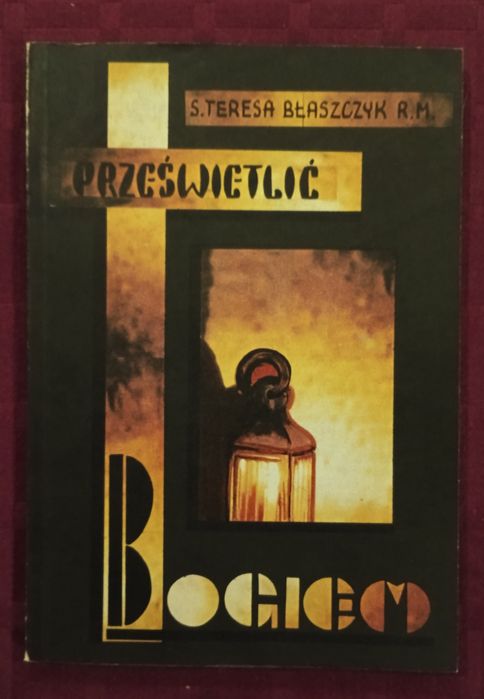 S. TERESA BŁASZCZYK R.M.
PRZEŚWIETLIĆ
BOGIEM